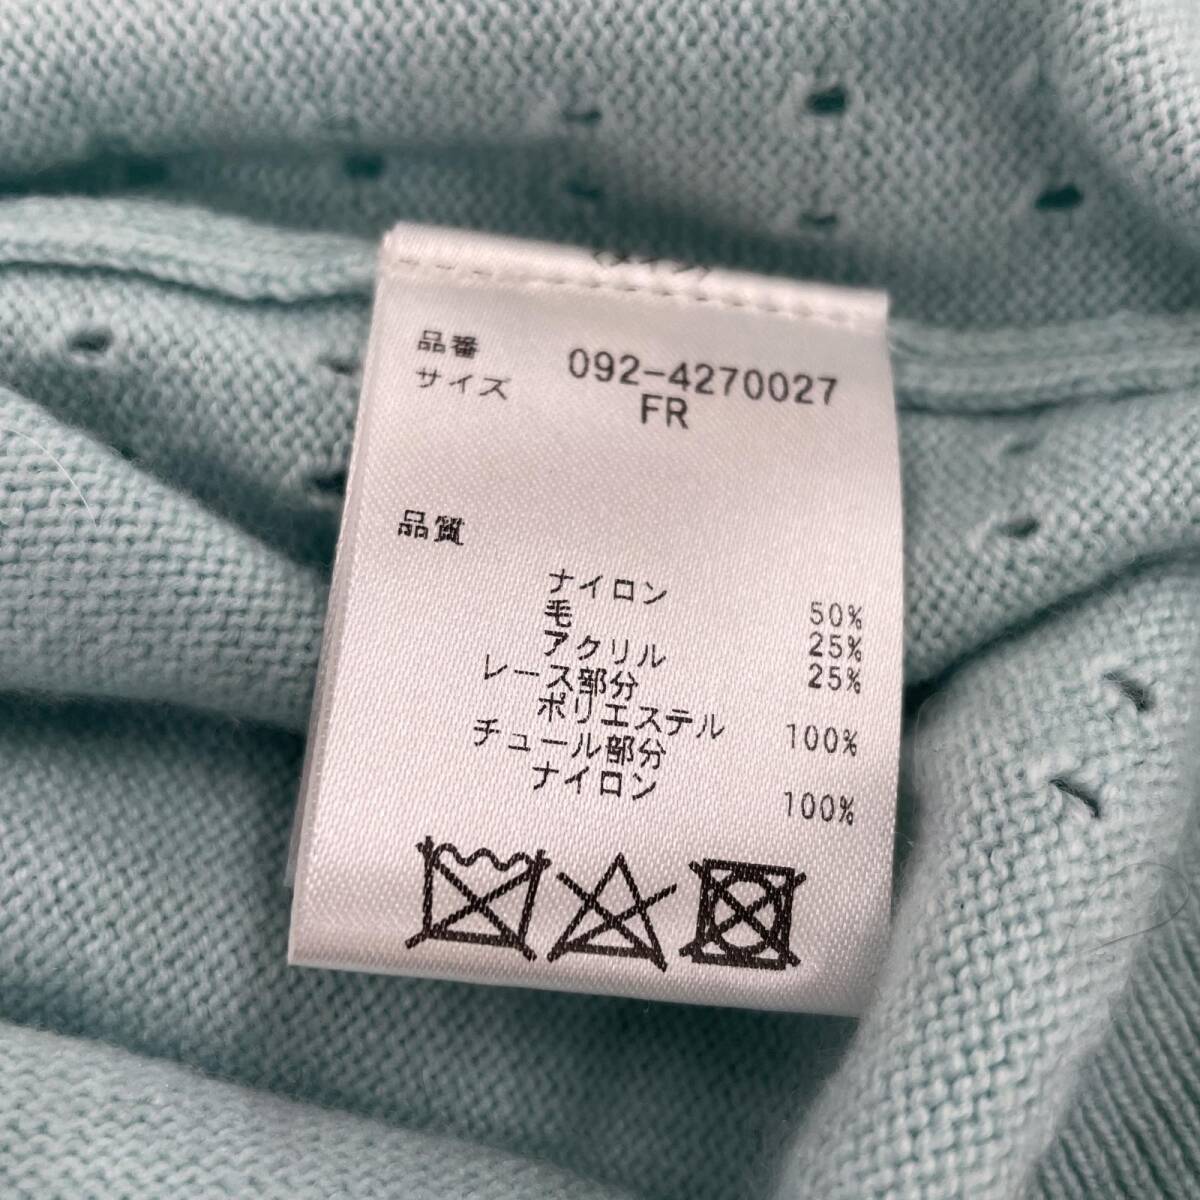 品番 092-4270027
サイズ FR
品質
ナイロン 50%
毛 25%
アクリル 25%
レース部分
ポリエステル 100%
チュール部分
ナイロン 100%